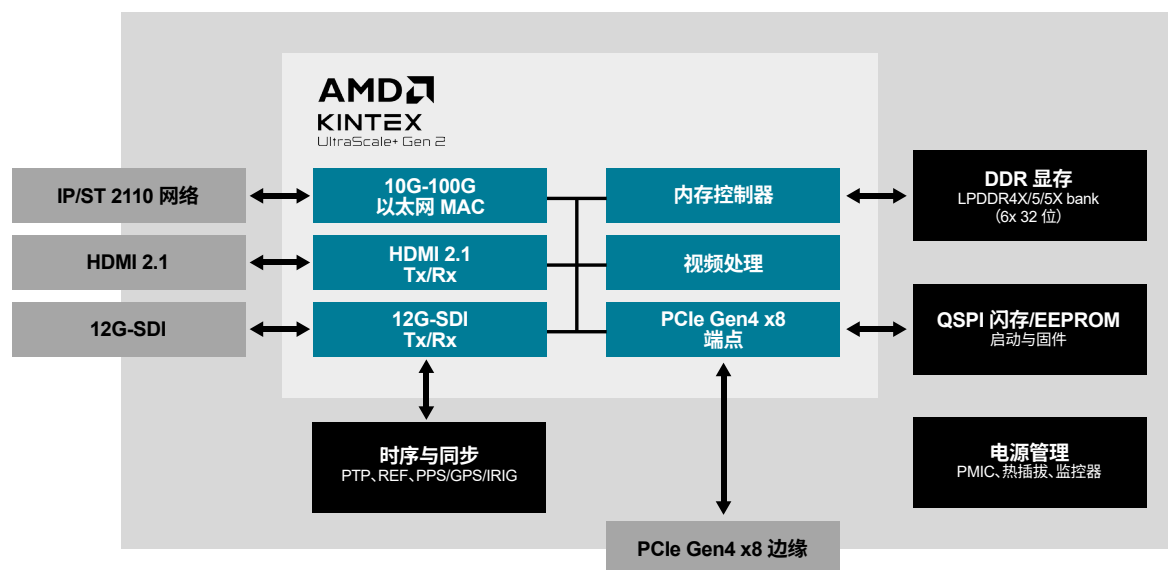 AMD
KINTEX
UltraScale+ Gen 2
IP/ST 2110 网络
HDMI 2.1
12G-SDI
10G-100G
以太网 MAC
HDMI 2.1
Tx/Rx
12G-SDI
Tx/Rx
内存控制器
视频处理
PCIe Gen4 x8
端点
DDR 显存
LPDDR4X/5/5X bank
（6x 32 位）
QSPI 闪存/EEPROM
启动与固件
电源管理
PMIC、热插拔、监控器
时序与同步
PTP、REF、PPS/GPS/IRIG
PCIe Gen4 x8 边缘